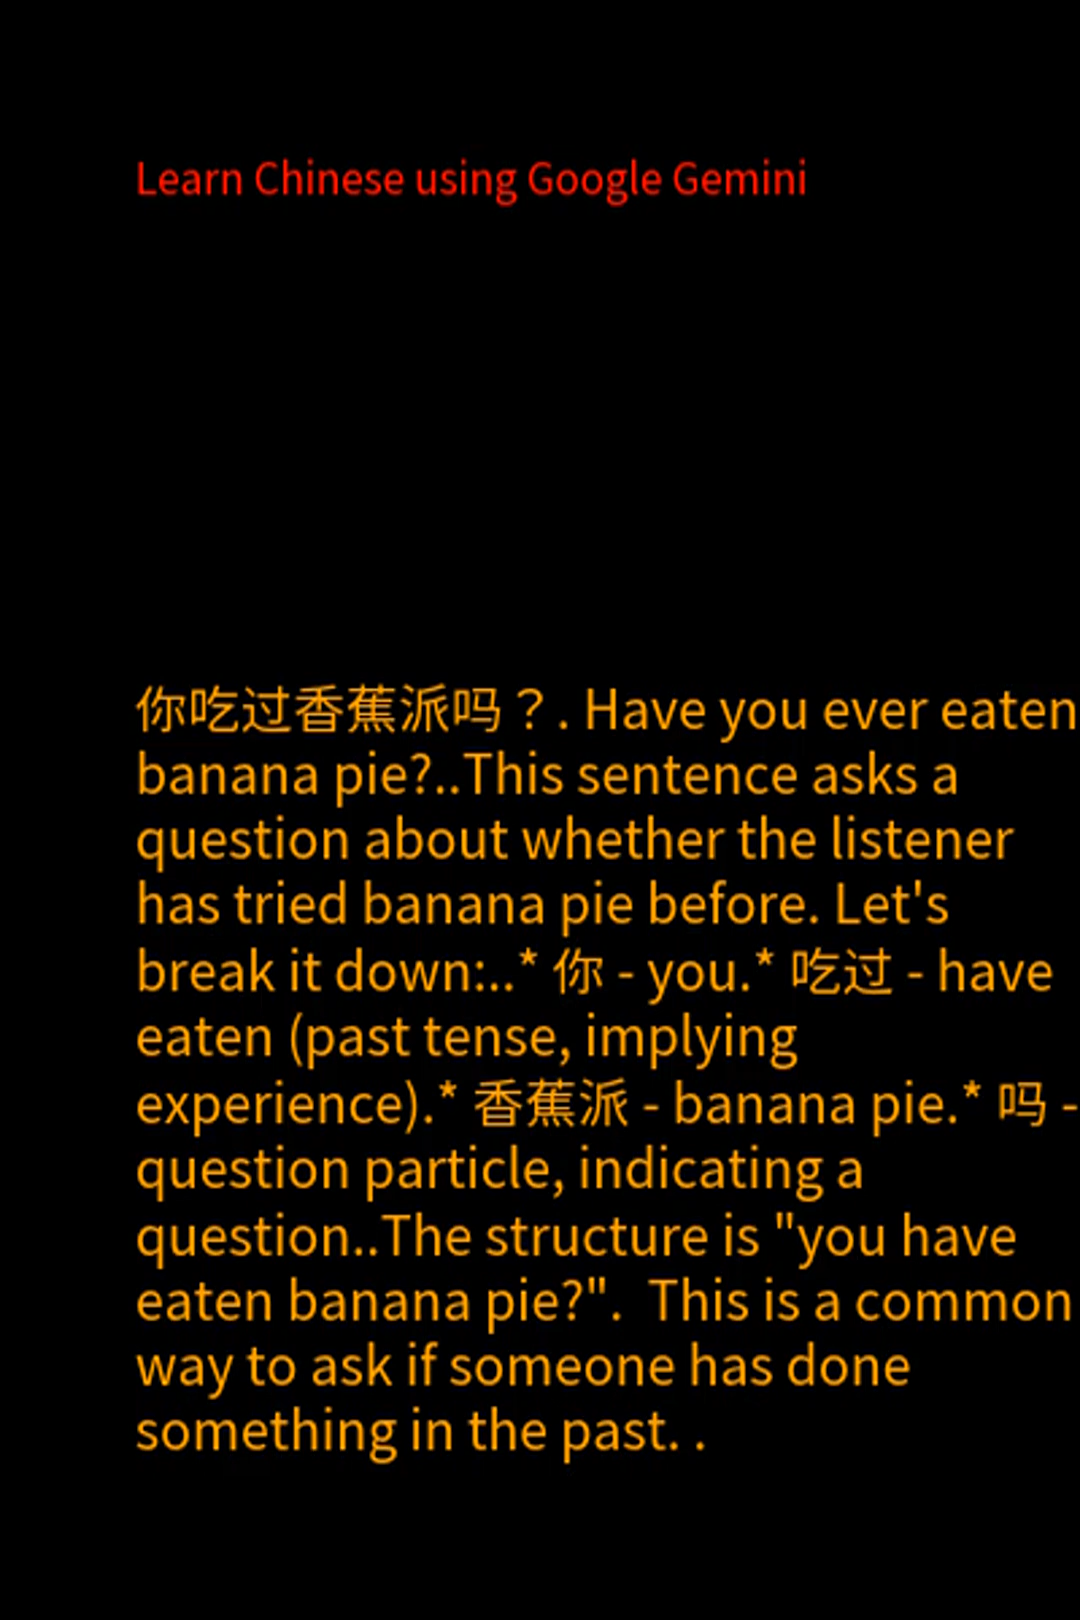 Learn Chinese using Google Gemini
你吃过香蕉派吗？. Have you ever eaten
banana pie?..This sentence asks a
question about whether the listener
has tried banana pie before. Let's
break it down:..* 你 - you.* 吃过 - have
eaten (past tense, implying
experience).* 香蕉派 - banana pie.* 吗 -
question particle, indicating a
question..The structure is "you have
eaten banana pie?".  This is a common
way to ask if someone has done
something in the past. .